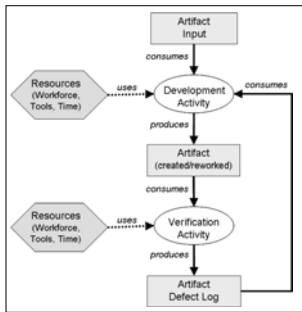 Artifact
Input
consumes
consumes
Resources
(Workforce,
Tools, Time)
uses
Development
Activity
produces
Artifact
(created/reworked)
consumes
Resources
(Workforce,
Tools, Time)
uses
Verification
Activity
produces
Artifact
Defect Log